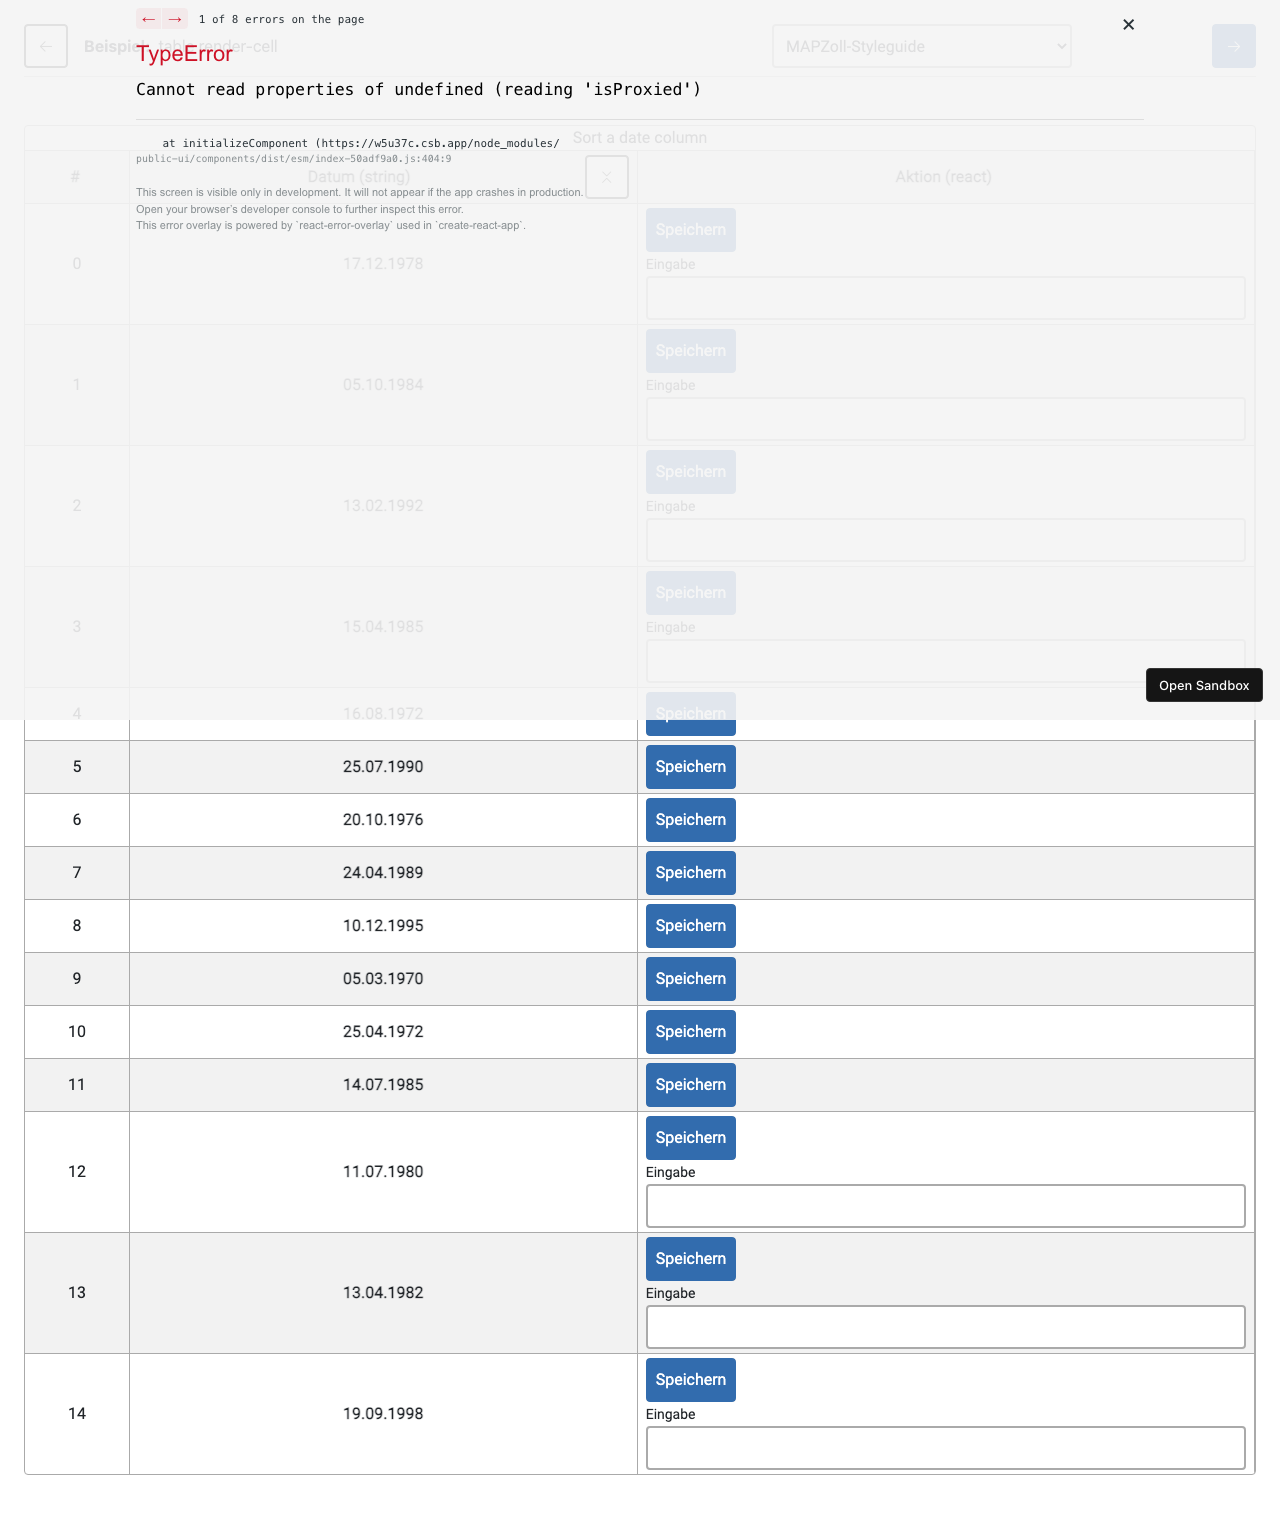 ← → 1 of 8 errors on the page
×
← Beispiel table-render-cell
MAPZoll-Styleguide
→
TypeError
Cannot read properties of undefined (reading 'isProxied')
Sort a date column
at initializeComponent (https://w5u37c.csb.app/node_modules/
public-ui/components/dist/esm/index-50adf9a0.js:404:9
# Datum (string) Aktion (react)
This screen is visible only in development. It will not appear if the app crashes in production.
Open your browser's developer console to further inspect this error.
This error overlay is powered by `react-error-overlay` used in `create-react-app`.
Speichern
0 17.12.1978 Eingabe
Speichern
1 05.10.1984 Eingabe
Speichern
2 13.02.1992 Eingabe
Speichern
3 15.04.1985 Eingabe
Open Sandbox
4 16.08.1972 Speichern
5 25.07.1990 Speichern
6 20.10.1976 Speichern
7 24.04.1989 Speichern
8 10.12.1995 Speichern
9 05.03.1970 Speichern
10 25.04.1972 Speichern
11 14.07.1985 Speichern
Speichern
12 11.07.1980 Eingabe
Speichern
13 13.04.1982 Eingabe
Speichern
14 19.09.1998 Eingabe